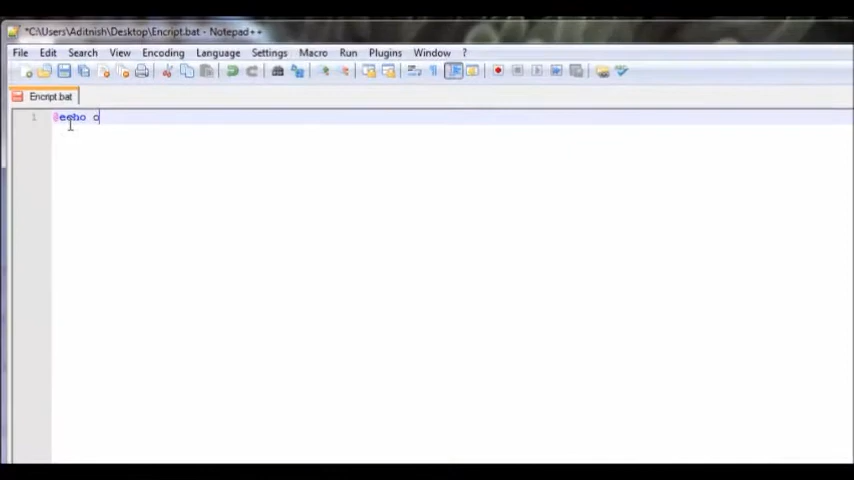 *C:\Users\Aditnish\Desktop\Encript.bat - Notepad++
File Edit Search View Encoding Language Settings Macro Run Plugins Window ?
Encript.bat
1 @echo o